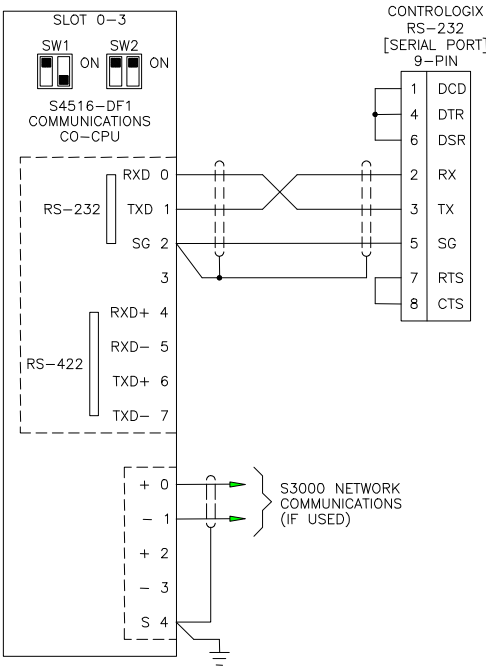 SLOT 0-3
SW1 ON SW2 ON
S4516-DF1
COMMUNICATIONS
CO-CPU
RS-232
RXD 0
TXD 1
SG 2
3
RS-422
RXD+ 4
RXD- 5
TXD+ 6
TXD- 7
+ 0
- 1
+ 2
- 3
S 4
S3000 NETWORK
COMMUNICATIONS
(IF USED)
CONTROLOGIX
RS-232
[SERIAL PORT]
9-PIN
1 DCD
4 DTR
6 DSR
2 RX
3 TX
5 SG
7 RTS
8 CTS